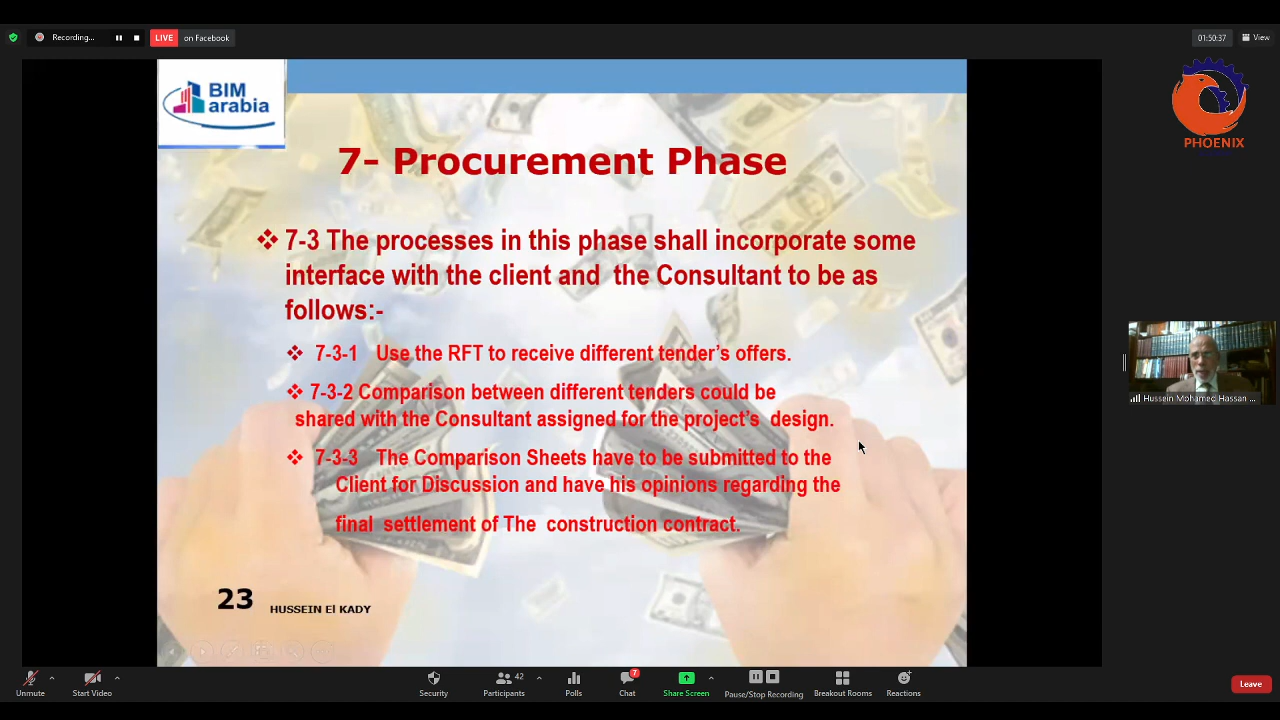 Recording...
LIVE on Facebook
01:50:37
View
BIM
arabia
PHOENIX
7- Procurement Phase
❖ 7-3 The processes in this phase shall incorporate some
interface with the client and the Consultant to be as
follows:-
❖ 7-3-1 Use the RFT to receive different tender's offers.
❖ 7-3-2 Comparison between different tenders could be
shared with the Consultant assigned for the project's design.
❖ 7-3-3 The Comparison Sheets have to be submitted to the
Client for Discussion and have his opinions regarding the
final settlement of The construction contract.
23
HUSSEIN El KADY
Hussein Mohamed Hassan ...
Unmute
Start Video
Security
42
Participants
Polls
7
Chat
Share Screen
Pause/Stop Recording
Breakout Rooms
Reactions
Leave